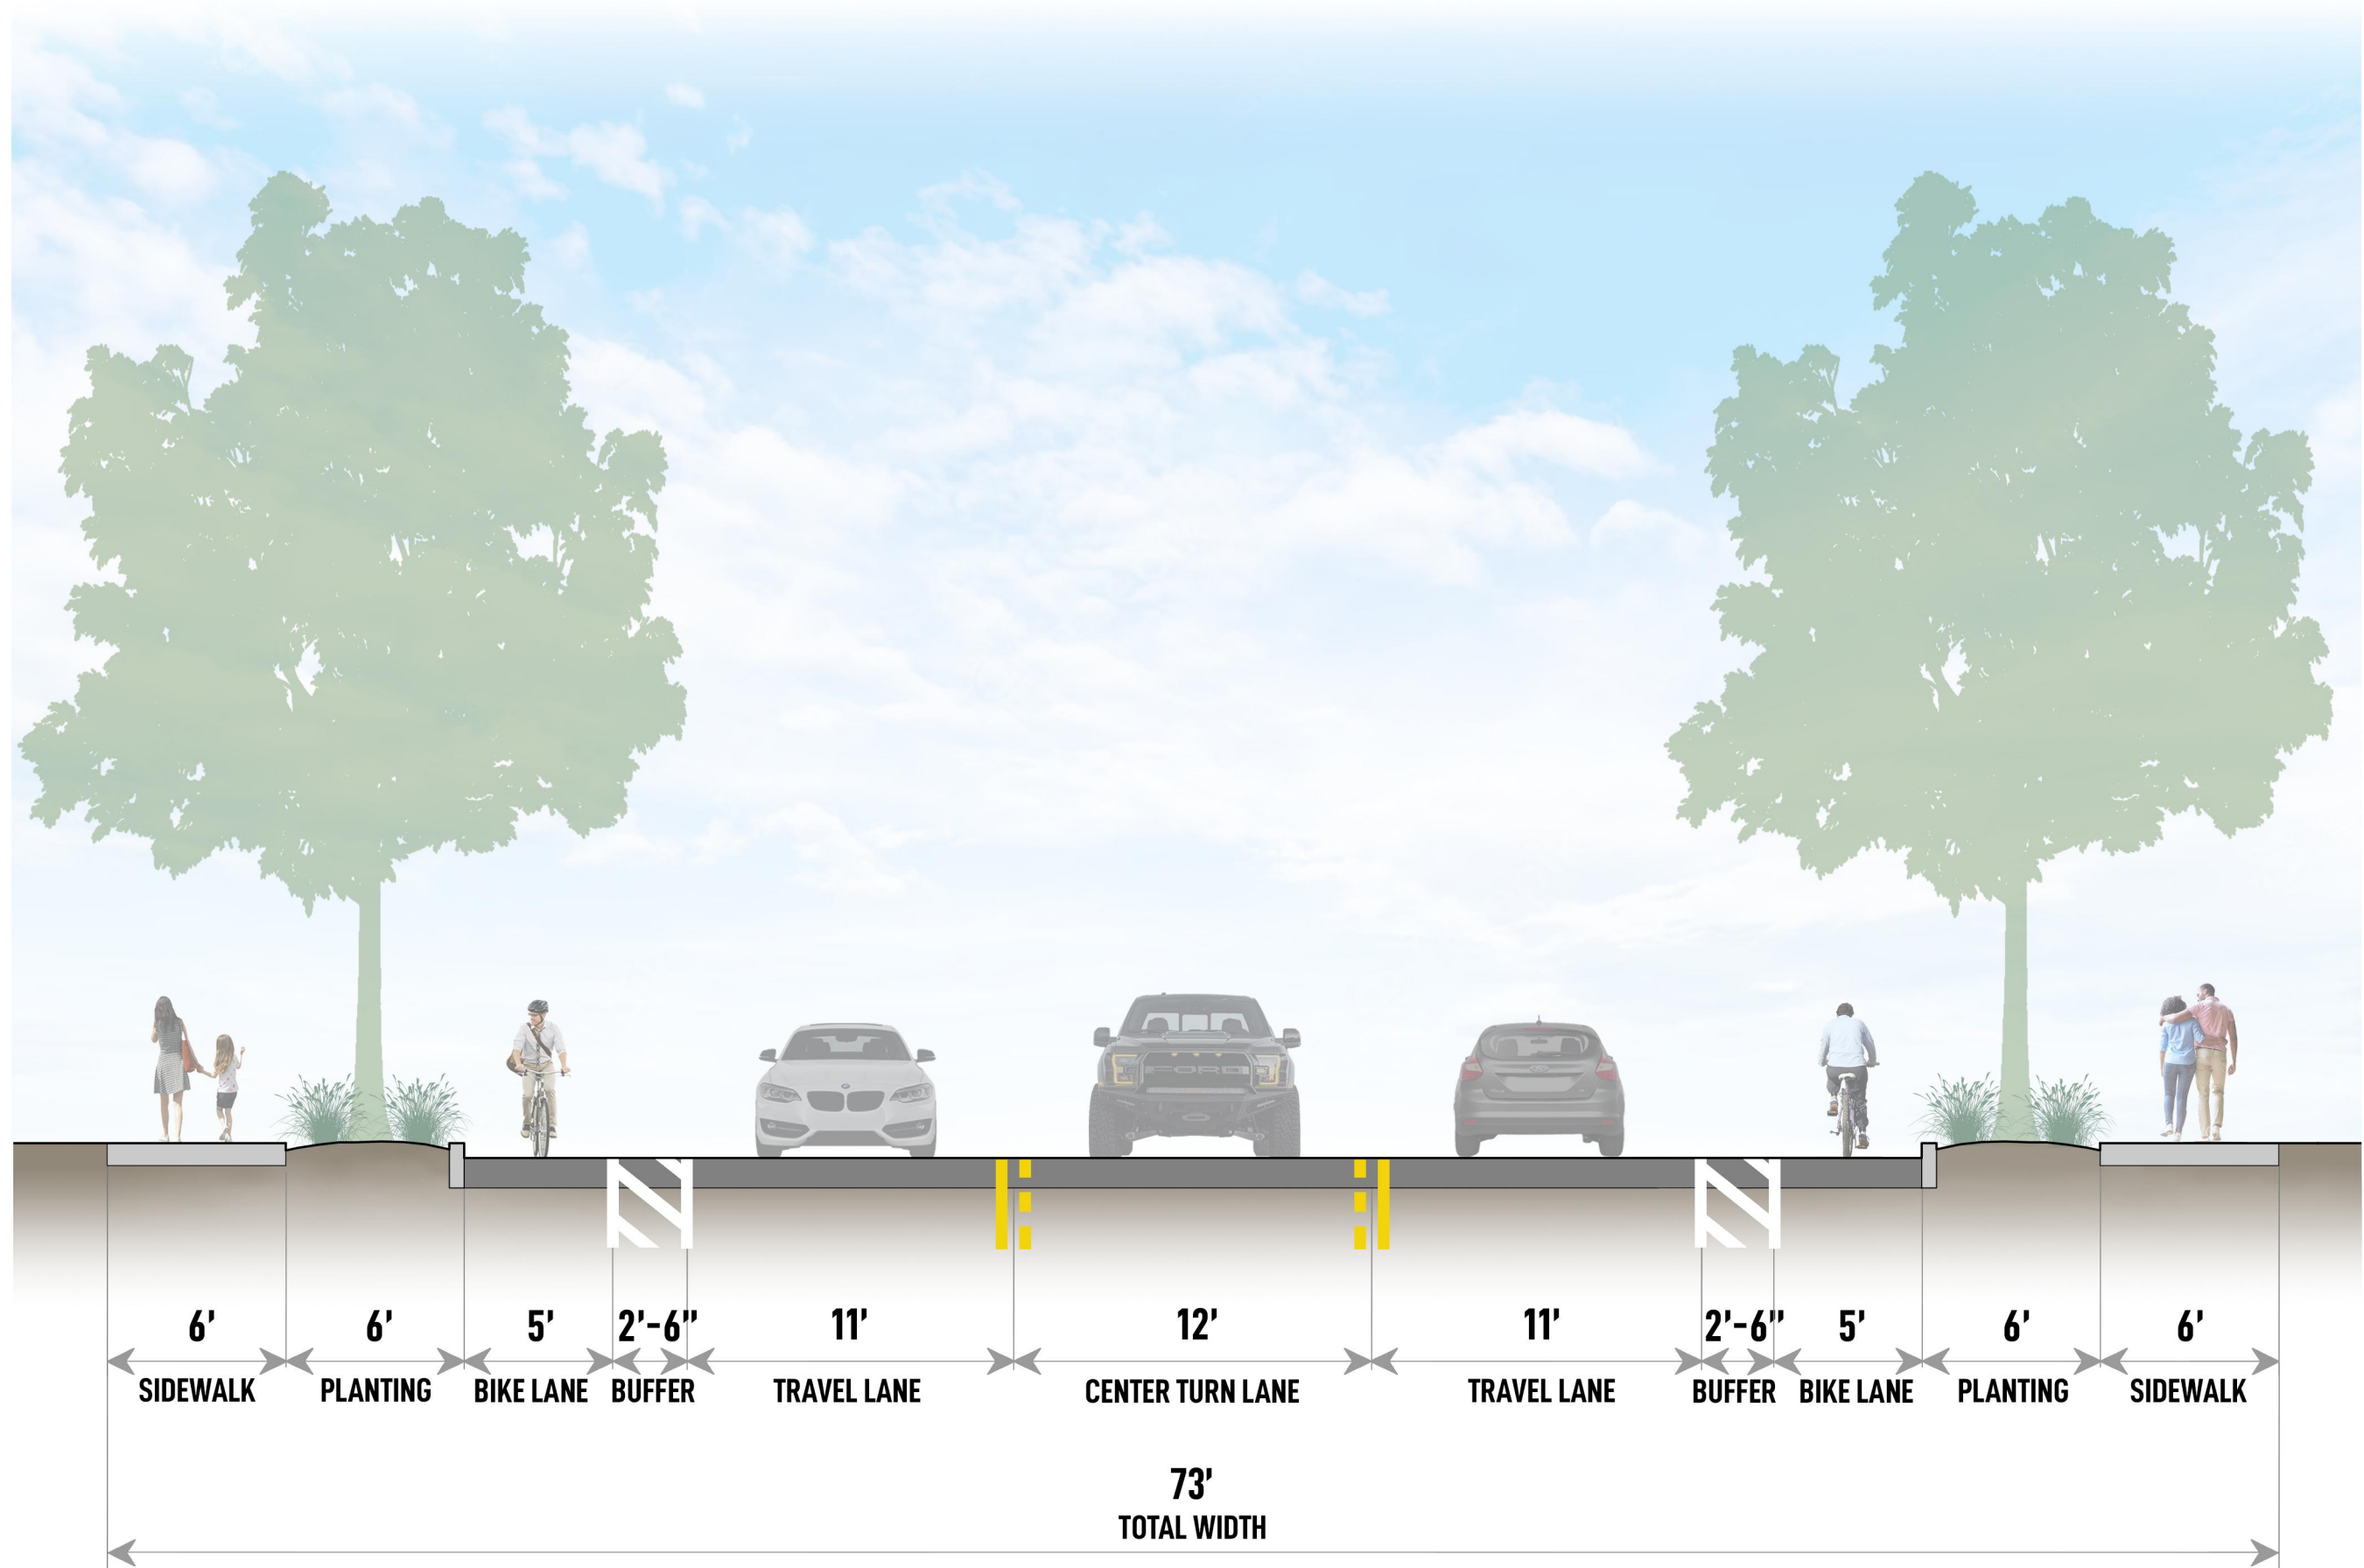 FORD
6' 6' 5' 2'-6" 11' 12' 11' 2'-6" 5' 6' 6'
SIDEWALK PLANTING BIKE LANE BUFFER TRAVEL LANE CENTER TURN LANE TRAVEL LANE BUFFER BIKE LANE PLANTING SIDEWALK
73'
TOTAL WIDTH